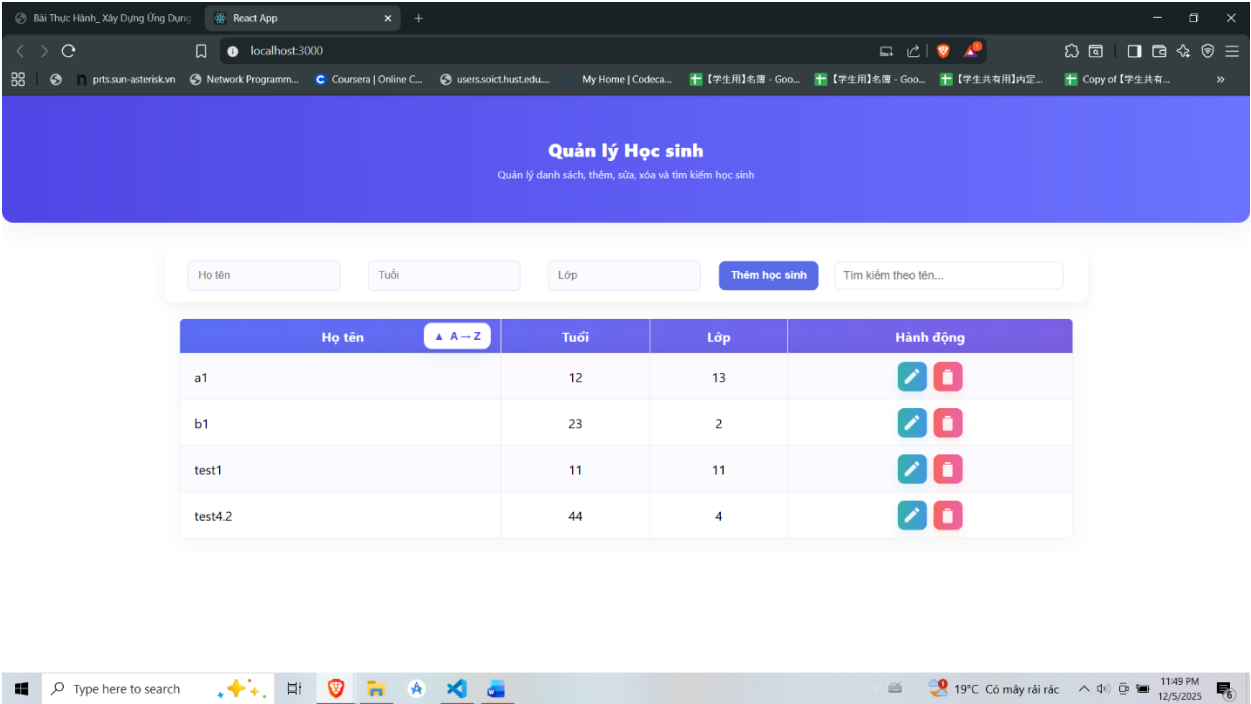 Bài Thực Hành_ Xây Dựng Ứng Dụng
React App
localhost:3000
prts.sun-asterisk.vn
Network Programm...
Coursera | Online C...
users.soict.hust.edu....
My Home | Codeca...
【学生用】名簿 - Goo...
【学生用】名簿 - Goo...
【学生共有用】内定...
Copy of 【学生共有...
Quản lý Học sinh
Quản lý danh sách, thêm, sửa, xóa và tìm kiếm học sinh
Họ tên Tuổi Lớp Thêm học sinh Tìm kiếm theo tên...
Họ tên ▲ A→Z Tuổi Lớp Hành động
a1 12 13
b1 23 2
test1 11 11
test4.2 44 4
Type here to search
19°C Có mây rải rác
11:49 PM
12/5/2025
6